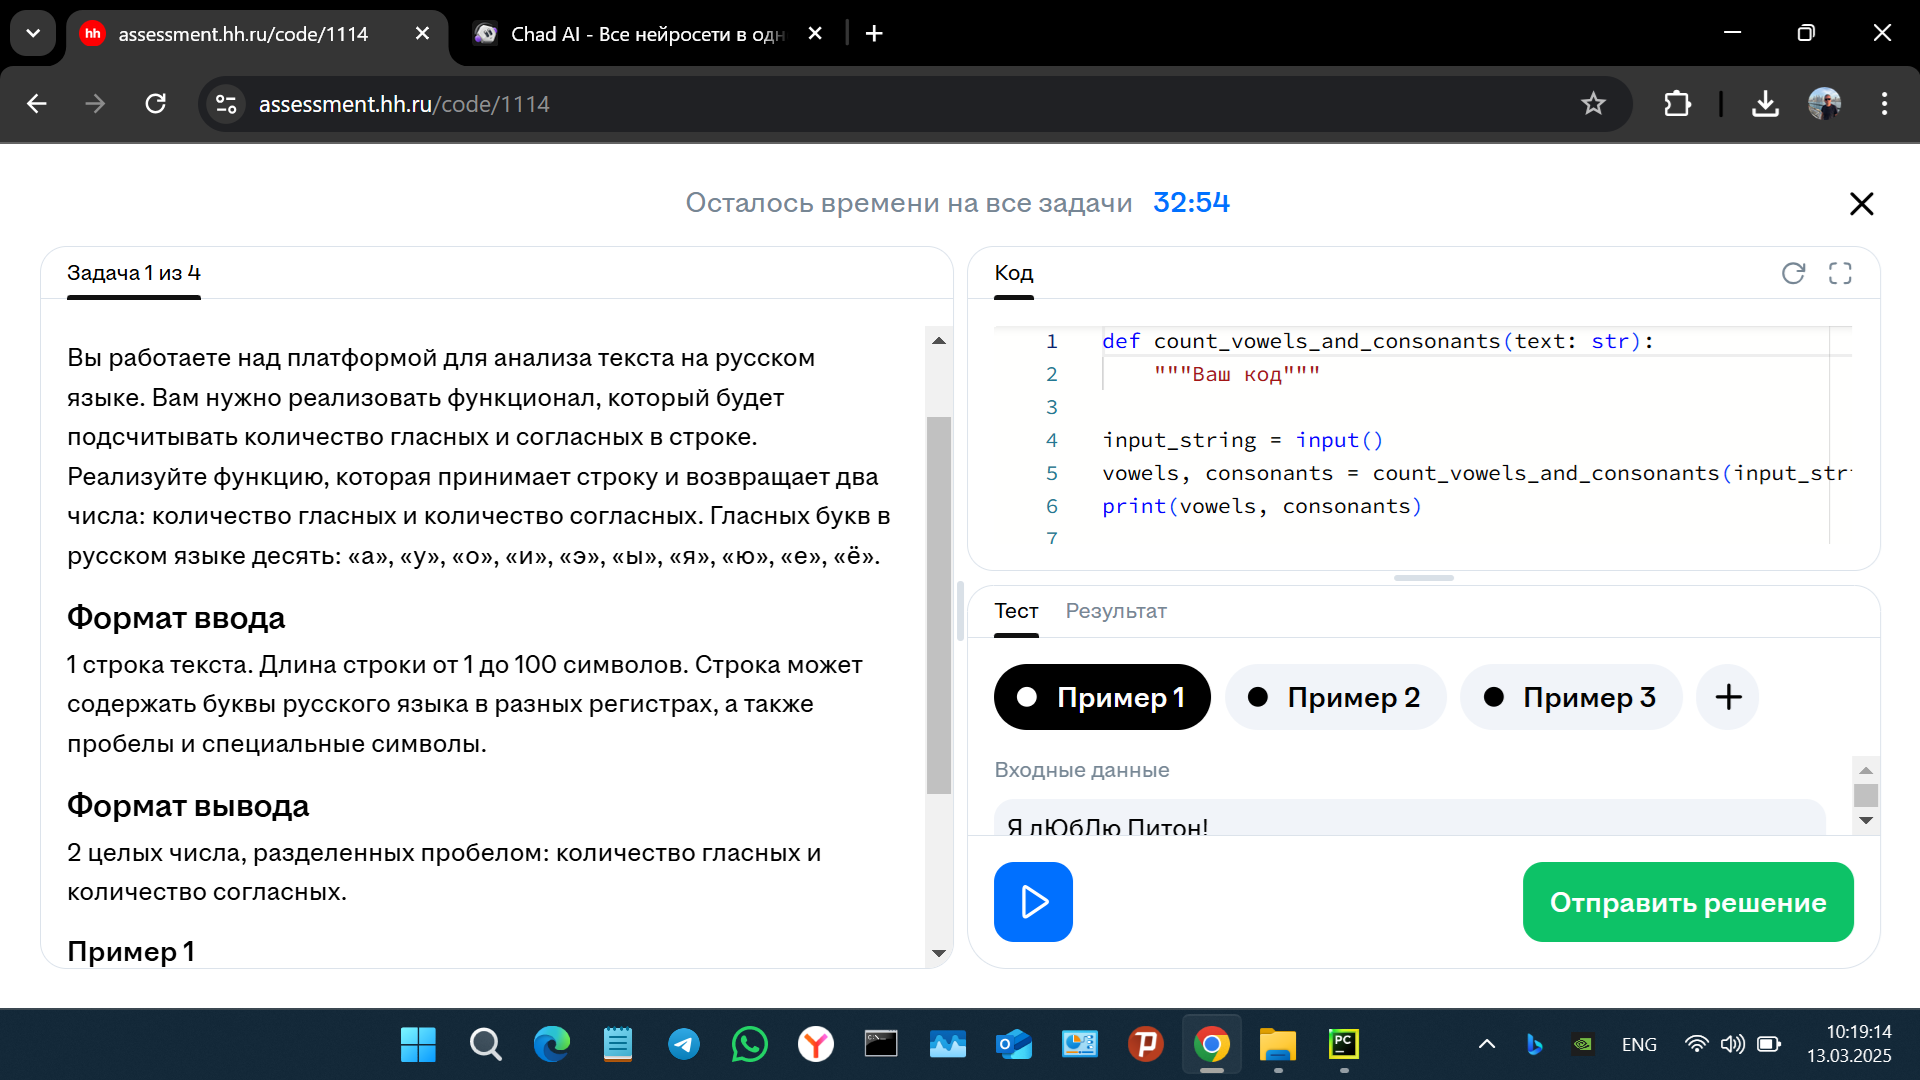 assessment.hh.ru/code/1114
Chad AI - Все нейросети в одн
assessment.hh.ru/code/1114
Осталось времени на все задачи 32:54
Задача 1 из 4
Вы работаете над платформой для анализа текста на русском
языке. Вам нужно реализовать функционал, который будет
подсчитывать количество гласных и согласных в строке.
Реализуйте функцию, которая принимает строку и возвращает два
числа: количество гласных и количество согласных. Гласных букв в
русском языке десять: «а», «у», «о», «и», «э», «ы», «я», «ю», «е», «ё».
Формат ввода
1 строка текста. Длина строки от 1 до 100 символов. Строка может
содержать буквы русского языка в разных регистрах, а также
пробелы и специальные символы.
Формат вывода
2 целых числа, разделенных пробелом: количество гласных и
количество согласных.
Пример 1
Код
1 def count_vowels_and_consonants(text: str):
2 """Ваш код"""
3
4 input_string = input()
5 vowels, consonants = count_vowels_and_consonants(input_str
6 print(vowels, consonants)
7
Тест Результат
Пример 1 Пример 2 Пример 3
Входные данные
Я лЮбЛю Питон!
Отправить решение
ENG
10:19:14
13.03.2025